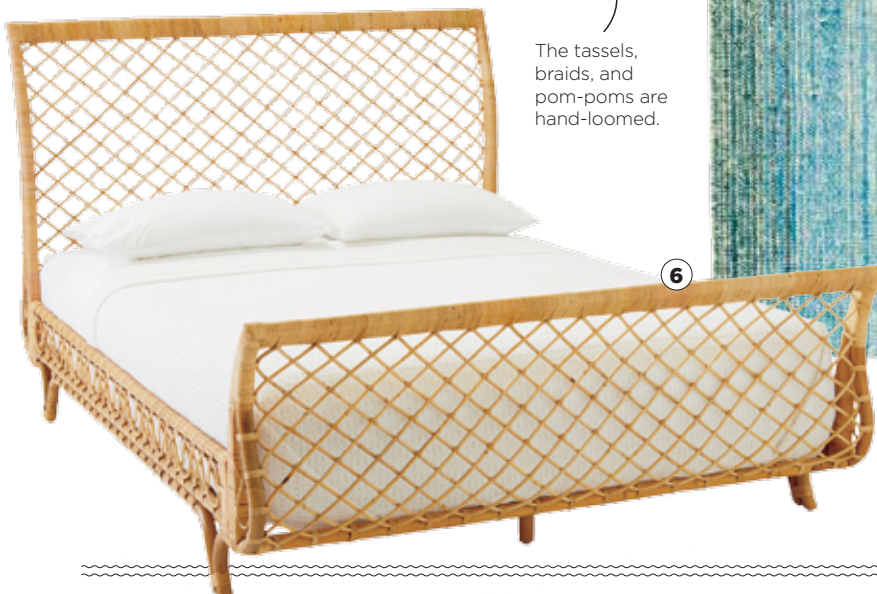 The tassels,
braids, and
pom-poms are
hand-loomed.
6